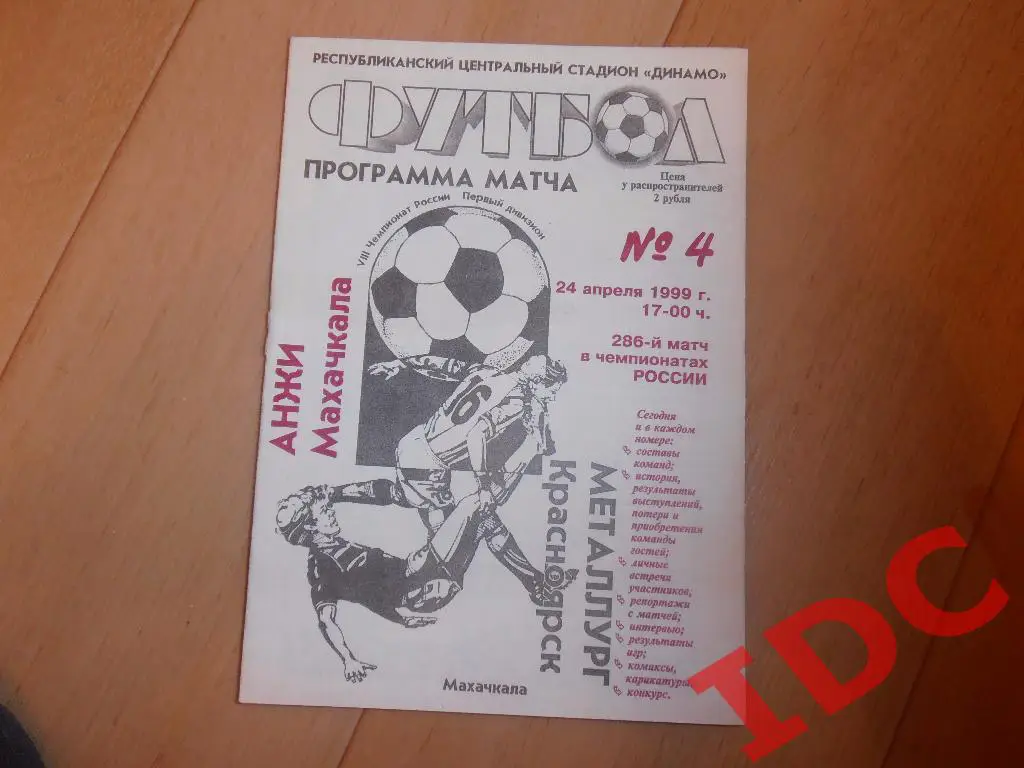 РЕСПУБЛИКАНСКИЙ ЦЕНТРАЛЬНЫЙ СТАДИОН «ДИНАМО»
ФУТБОЛ
ПРОГРАММА МАТЧА
Цена
у распространителей
2 рубля
VIII Чемпионат России Первый дивизион
№ 4
24 апреля 1999 г.
17-00 ч.
286-й матч
в чемпионатах
РОССИИ
АНЖИ
Махачкала
16
МЕТАЛЛУРГ
Красноярск
Сегодня
и в каждом
номере:
составы
команд;
история,
результаты
выступлений,
потери и
приобретения
команды
гостей;
личные
встречи
участников;
репортажи
с матчей;
интервью;
результаты
игр;
комиксы,
карикатуры,
конкурс.
Махачкала
IDC